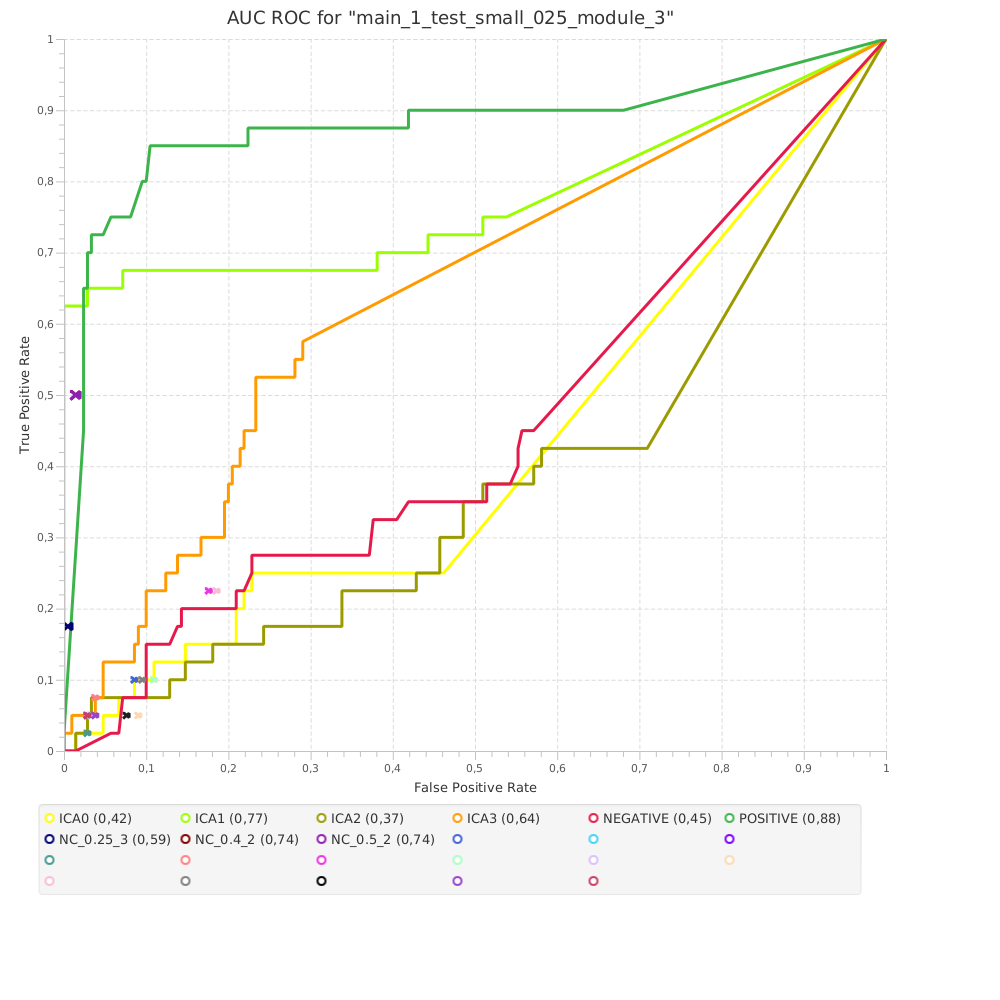 AUC ROC for "main_1_test_small_025_module_3"
1
0,9
0,8
0,7
0,6
0,5
0,4
0,3
0,2
0,1
0
True Positive Rate
0 0,1 0,2 0,3 0,4 0,5 0,6 0,7 0,8 0,9 1
False Positive Rate
ICA0 (0,42) ICA1 (0,77) ICA2 (0,37) ICA3 (0,64) NEGATIVE (0,45) POSITIVE (0,88)
NC_0.25_3 (0,59) NC_0.4_2 (0,74) NC_0.5_2 (0,74)